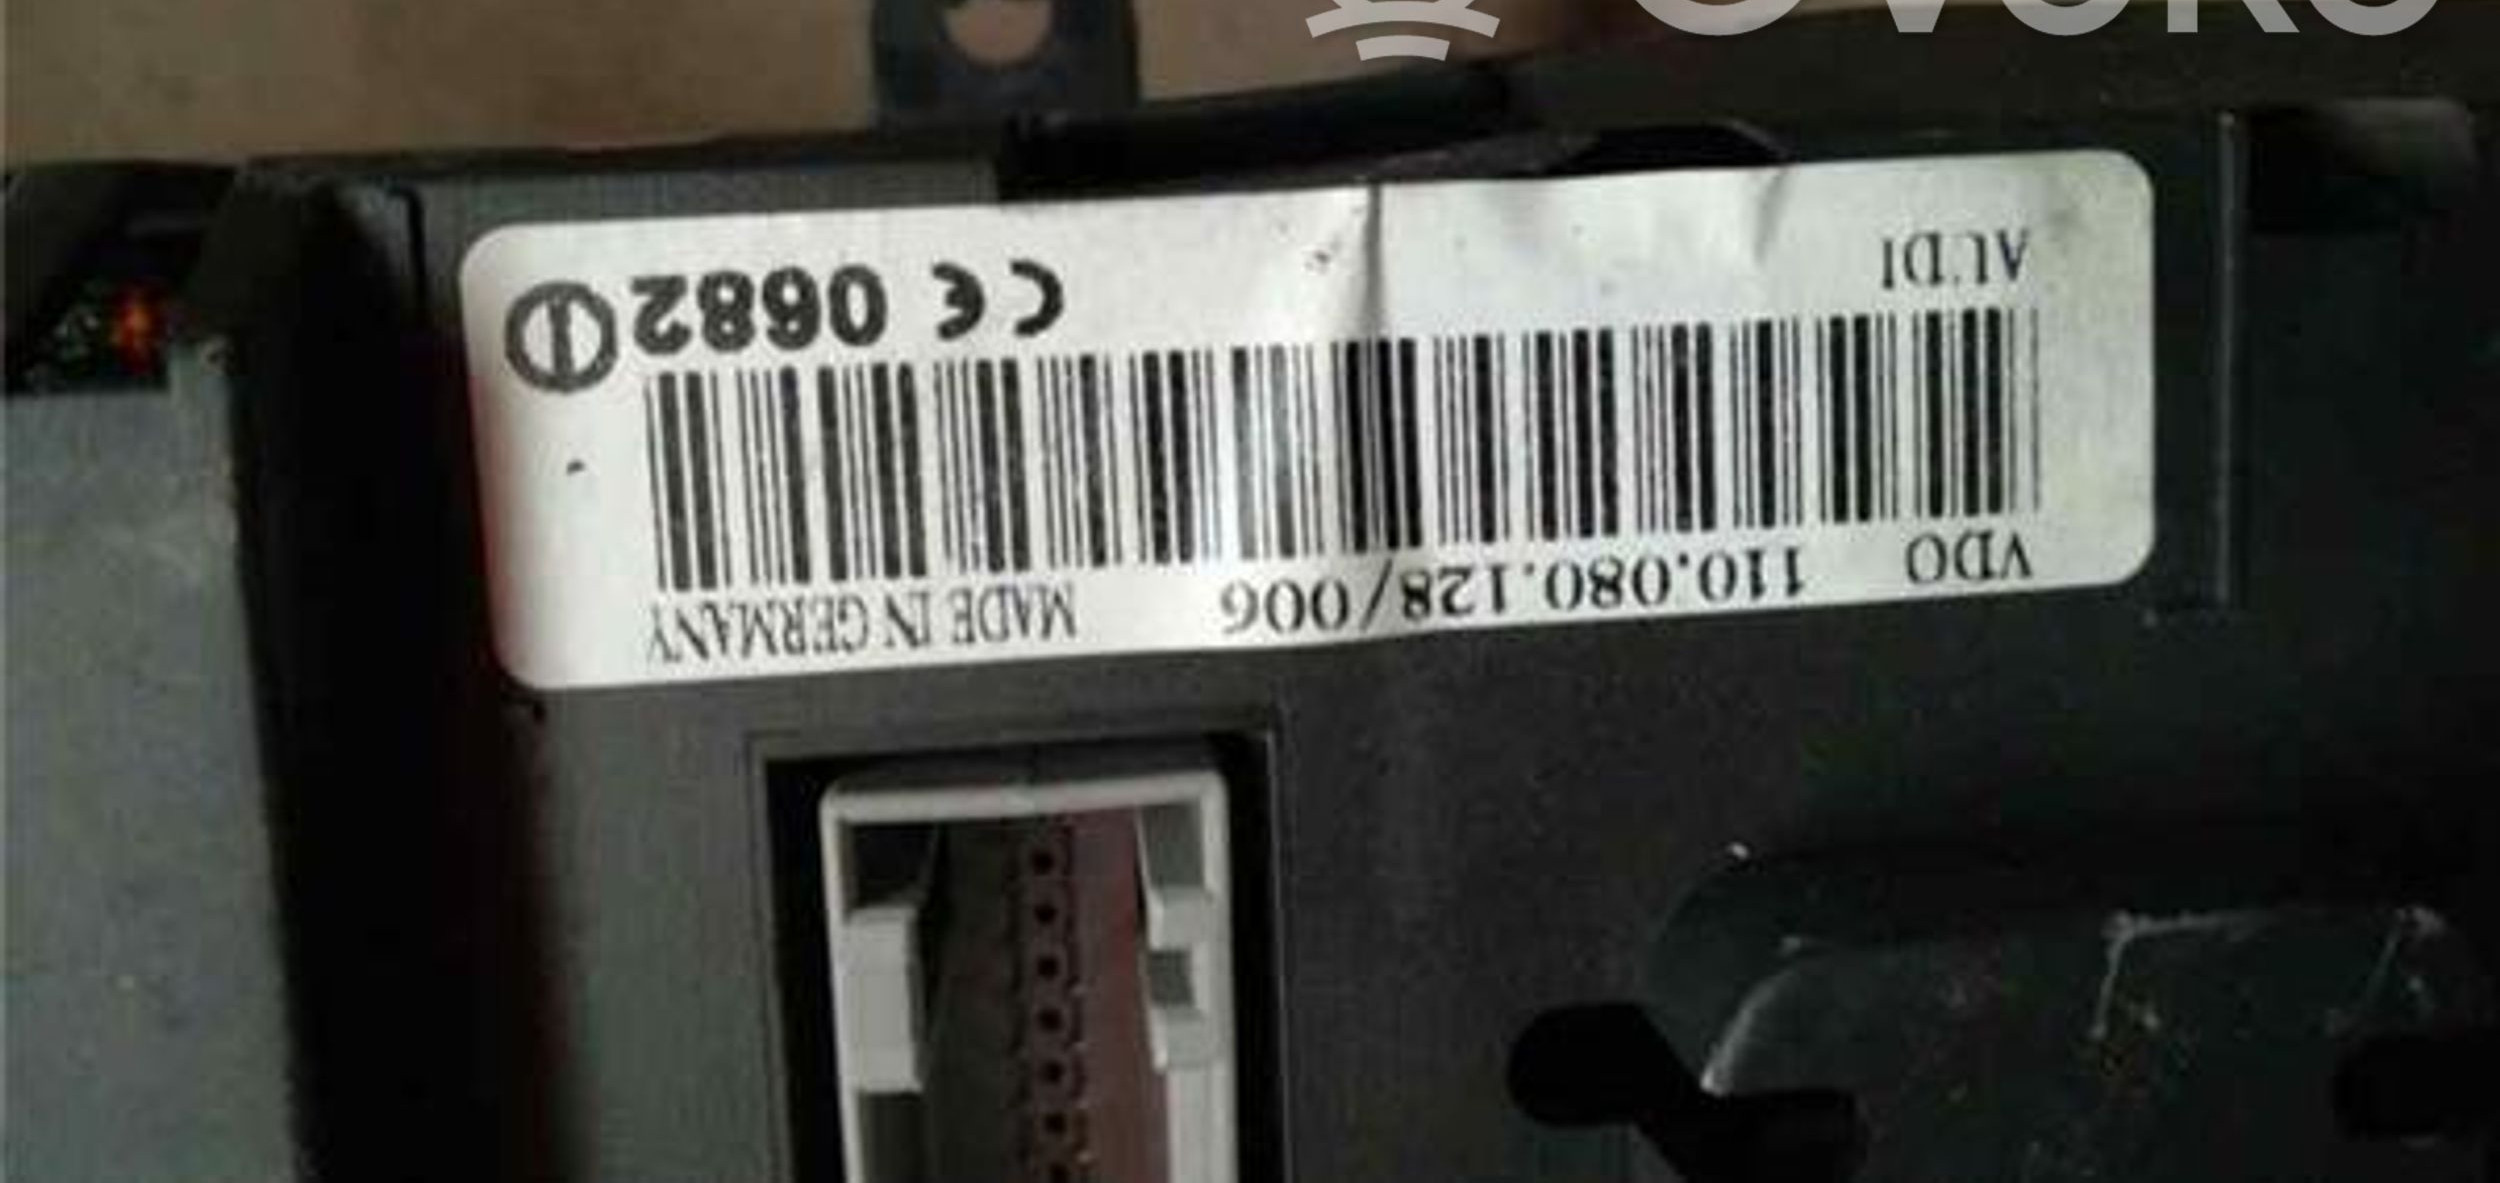 VDO 110.080.128/006 MADE IN GERMANY
AUDI CE 0682